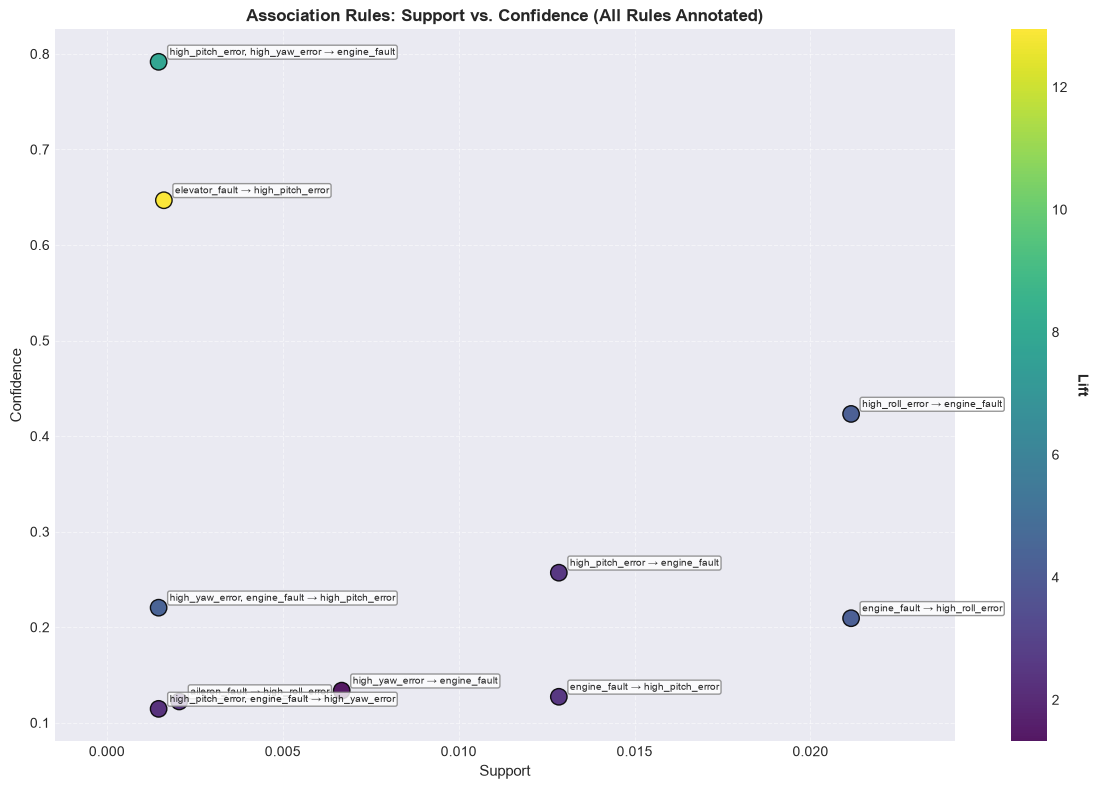 Association Rules: Support vs. Confidence (All Rules Annotated)
high_pitch_error, high_yaw_error → engine_fault
elevator_fault → high_pitch_error
high_roll_error → engine_fault
high_pitch_error → engine_fault
high_yaw_error, engine_fault → high_pitch_error
engine_fault → high_roll_error
high_yaw_error → engine_fault
engine_fault → high_pitch_error
aileron_fault → high_roll_error
high_pitch_error, engine_fault → high_yaw_error
Confidence
0.8
0.7
0.6
0.5
0.4
0.3
0.2
0.1
0.000
0.005
0.010
0.015
0.020
Support
12
10
8
6
4
2
Lift